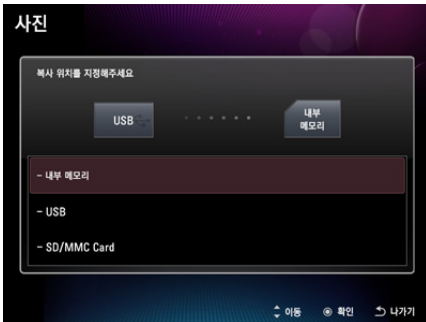 사진
복사 위치를 지정해주세요
USB
내부
메모리
- 내부 메모리
- USB
- SD/MMC Card
이동 확인 나가기